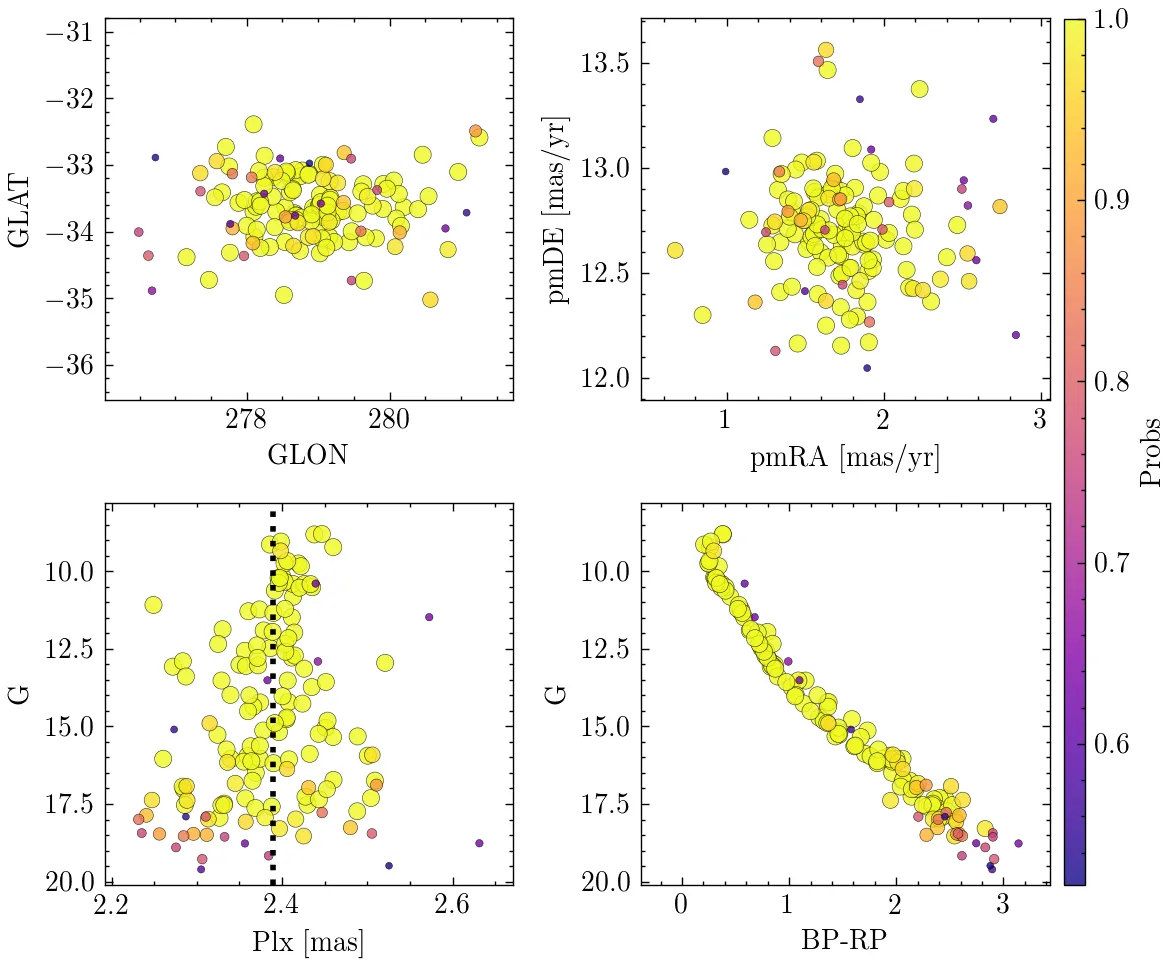 −31
−32
−33
−34
−35
−36
GLAT
278 280
GLON
13.5
13.0
12.5
12.0
pmDE [mas/yr]
1 2 3
pmRA [mas/yr]
10.0
12.5
15.0
17.5
20.0
G
2.2 2.4 2.6
Plx [mas]
10.0
12.5
15.0
17.5
20.0
G
0 1 2 3
BP-RP
1.0
0.9
0.8
0.7
0.6
Probs